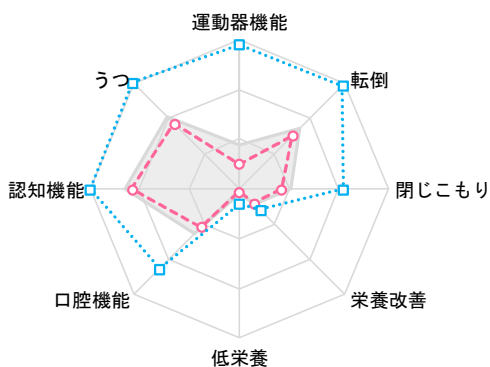 運動器機能
うつ
転倒
認知機能
閉じこもり
口腔機能
栄養改善
低栄養